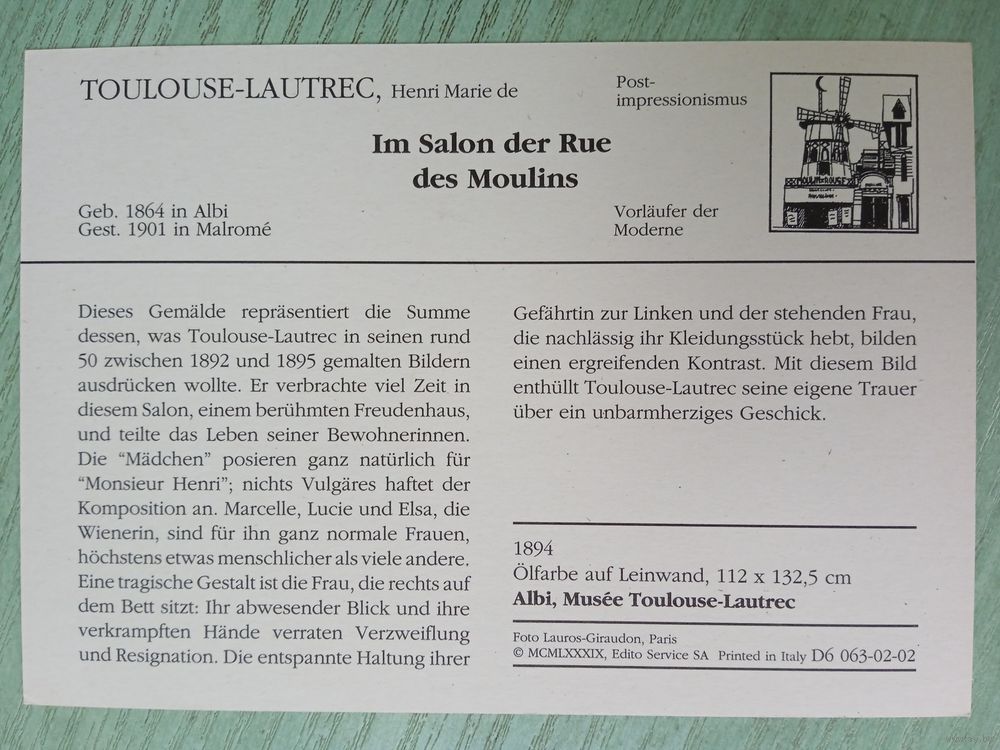 TOULOUSE-LAUTREC, Henri Marie de
Post-
impressionismus
Im Salon der Rue
des Moulins
Geb. 1864 in Albi
Gest. 1901 in Malromé
Vorläufer der
Moderne
MOULIN ROUGE
Dieses Gemälde repräsentiert die Summe
dessen, was Toulouse-Lautrec in seinen rund
50 zwischen 1892 und 1895 gemalten Bildern
ausdrücken wollte. Er verbrachte viel Zeit in
diesem Salon, einem berühmten Freudenhaus,
und teilte das Leben seiner Bewohnerinnen.
Die “Mädchen” posieren ganz natürlich für
“Monsieur Henri”; nichts Vulgäres haftet der
Komposition an. Marcelle, Lucie und Elsa, die
Wienerin, sind für ihn ganz normale Frauen,
höchstens etwas menschlicher als viele andere.
Eine tragische Gestalt ist die Frau, die rechts auf
dem Bett sitzt: Ihr abwesender Blick und ihre
verkrampften Hände verraten Verzweiflung
und Resignation. Die entspannte Haltung ihrer
Gefährtin zur Linken und der stehenden Frau,
die nachlässig ihr Kleidungsstück hebt, bilden
einen ergreifenden Kontrast. Mit diesem Bild
enthüllt Toulouse-Lautrec seine eigene Trauer
über ein unbarmherziges Geschick.
1894
Ölfarbe auf Leinwand, 112 x 132,5 cm
Albi, Musée Toulouse-Lautrec
Foto Lauros-Giraudon, Paris
© MCMLXXXIX, Edito Service SA Printed in Italy D6 063-02-02